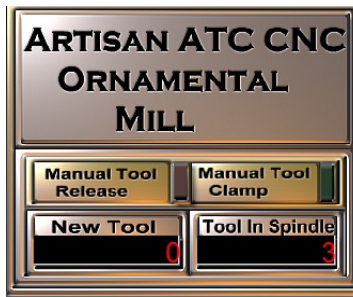 ARTISAN ATC CNC
ORNAMENTAL
MILL
Manual Tool
Release
Manual Tool
Clamp
New Tool
0
Tool In Spindle
3